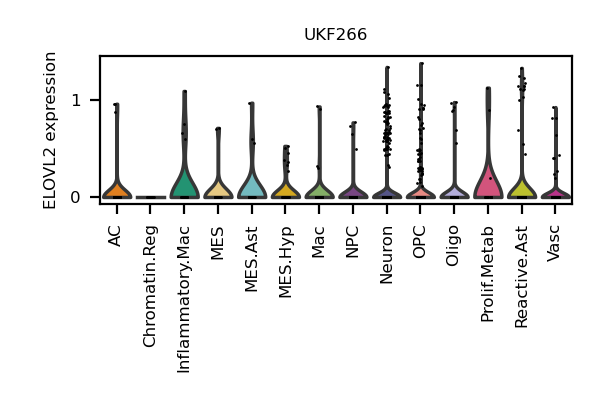 UKF266
ELOVL2 expression
1
0
AC
Chromatin.Reg
Inflammatory.Mac
MES
MES.Ast
MES.Hyp
Mac
NPC
Neuron
OPC
Oligo
Prolif.Metab
Reactive.Ast
Vasc